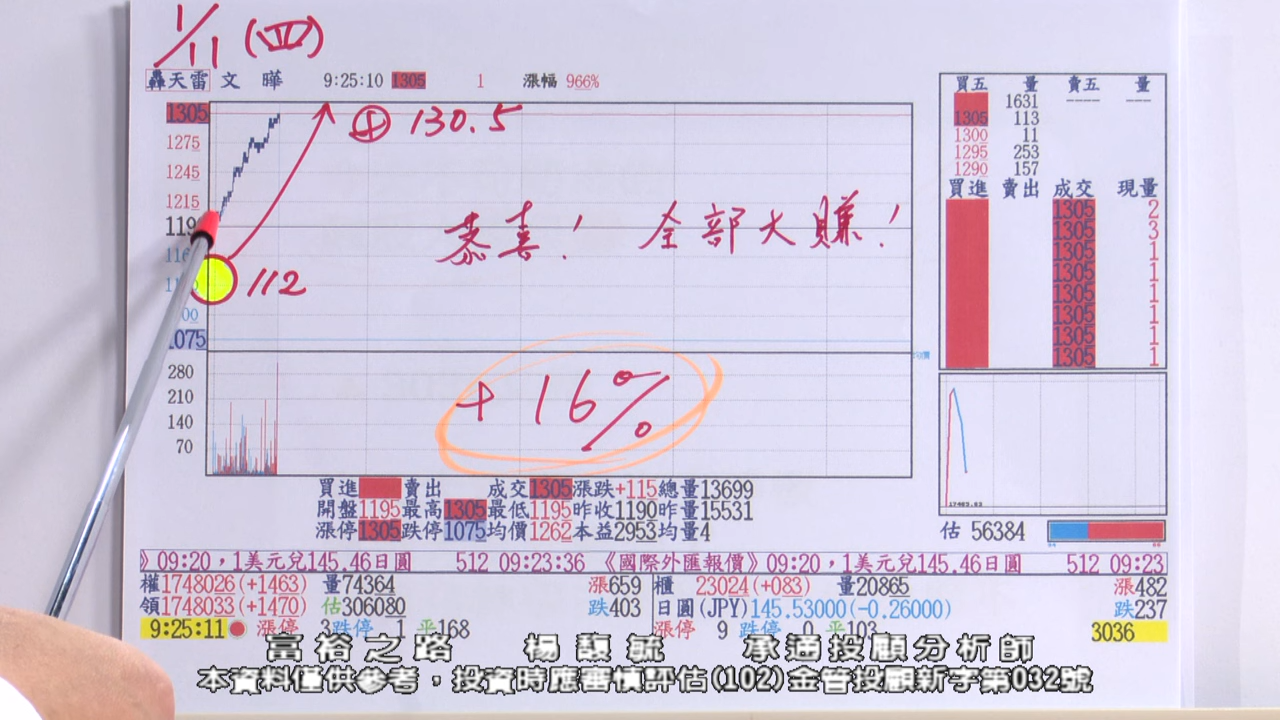 1/11 (四)
轟天雷 文 曄 9:25:10 1305 1 漲幅 966%
1305
1275
1245
1215
1075
280
210
140
70
⊕ 130.5
恭喜! 全部大賺!
112
+16%
買五 量 賣五 量
1631 ---- ---
1305 113
1300 11
1295 253
1290 157
買進 賣出 成交 現量
1305 2
1305 3
1305 1
1305 1
1305 1
1305 1
1305 1
1305 1
17483.63
估 56384
買進 賣出 成交1305漲跌+115總量13699
開盤1195最高1305最低1195昨收1190昨量15531
漲停1305跌停1075均價1262本益2953均量4
》09:20,1美元兌145.46日圓 512 09:23:36 《國際外匯報價》09:20,1美元兌145.46日圓 512 09:23
權1748026(+1463) 量74364 漲659 櫃 23024(+083) 量20865 漲482
領1748033(+1470) 估306080 跌403 日圓(JPY)145.53000(-0.26000) 跌237
9:25:11 漲停 3跌停 1 平168 漲停 9 跌停 0 平103 3036
富裕之路 楊馥毓 承通投顧分析師
本資料僅供參考,投資時應審慎評估(102)金管投顧新字第032號